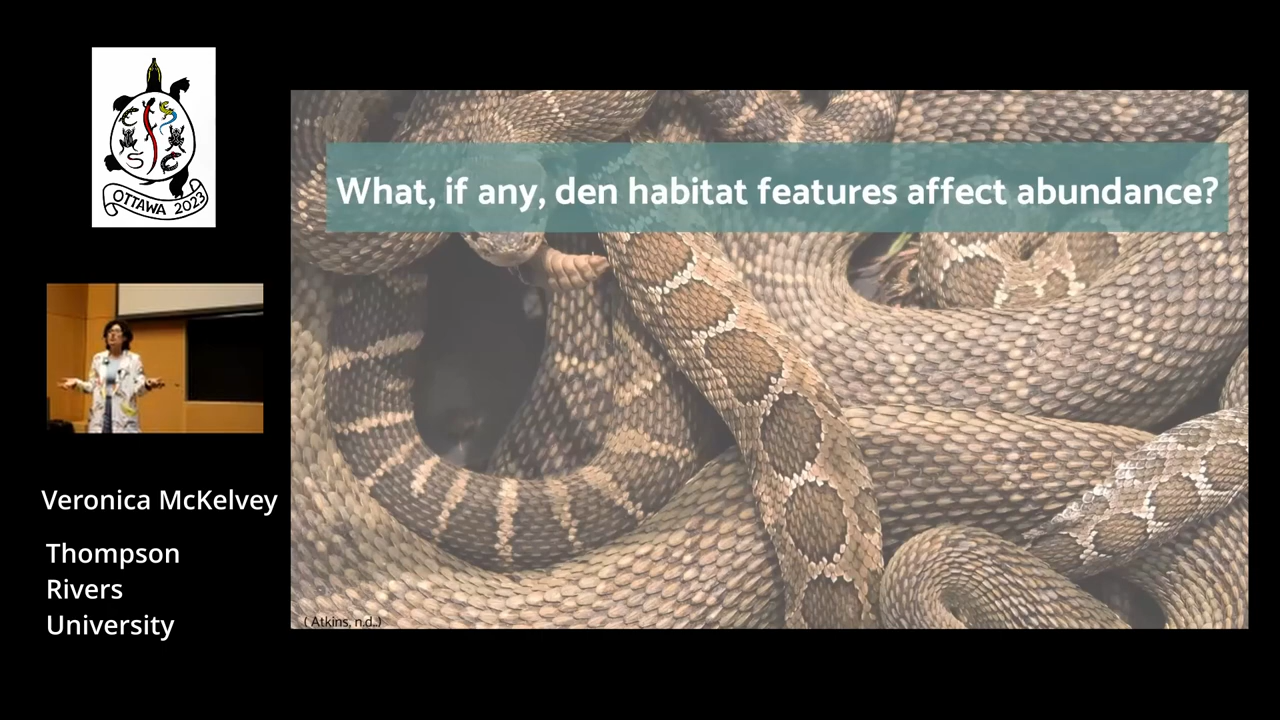 C S
S C
OTTAWA 2023
What, if any, den habitat features affect abundance?
Veronica McKelvey
Thompson
Rivers
University
( Atkins, n.d..)